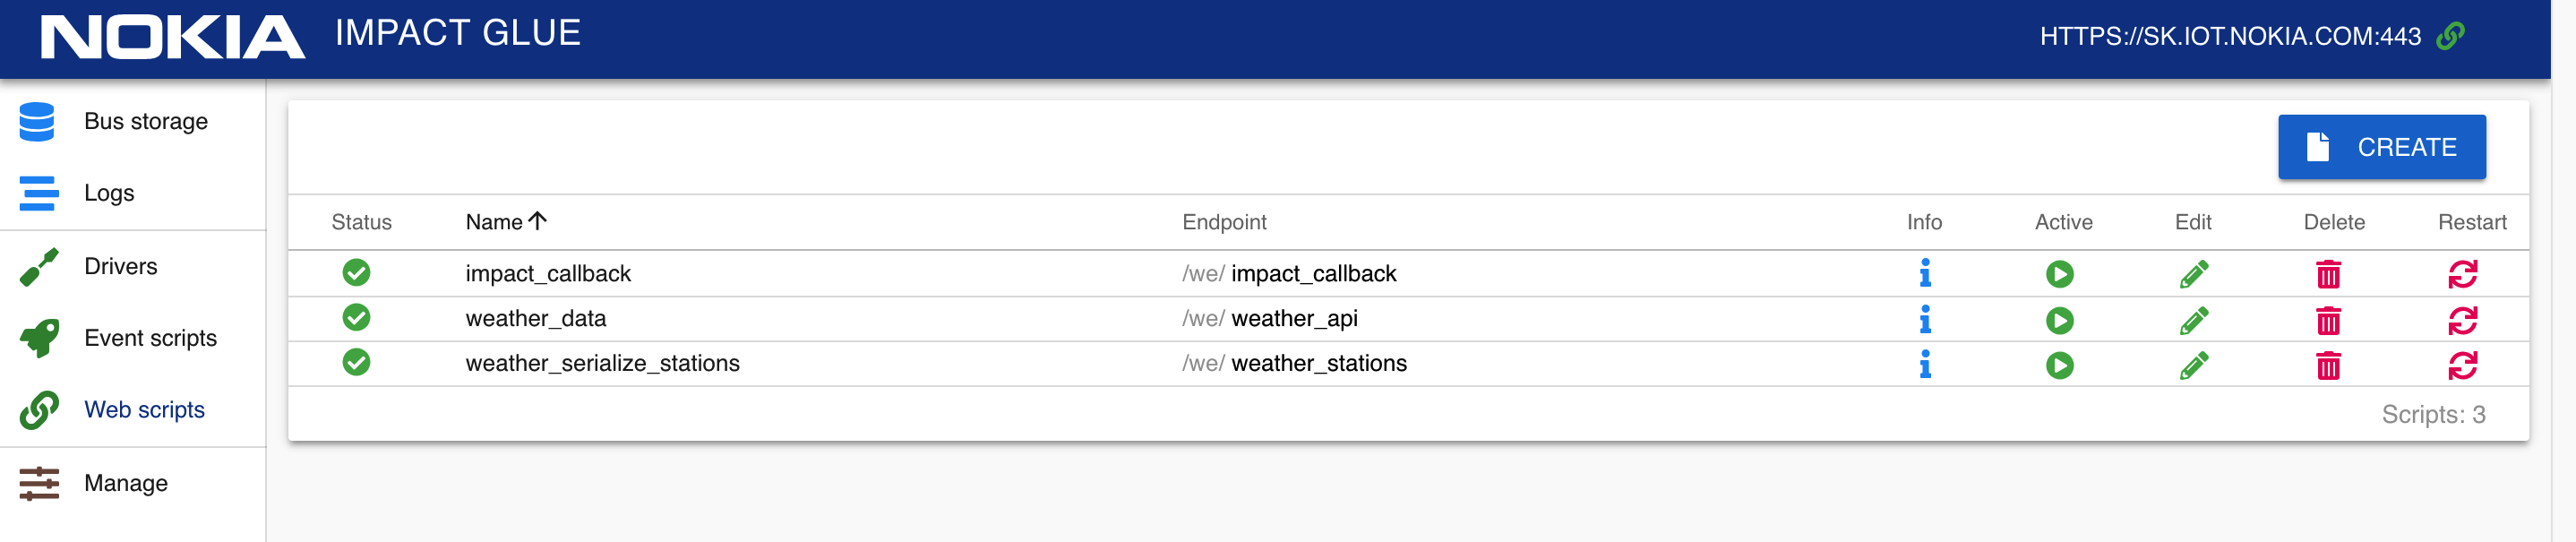 NOKIA IMPACT GLUE HTTPS://SK.IOT.NOKIA.COM:443
Bus storage
Logs
Drivers
Event scripts
Web scripts
Manage
CREATE
Status Name Endpoint Info Active Edit Delete Restart
impact_callback /we/ impact_callback
weather_data /we/ weather_api
weather_serialize_stations /we/ weather_stations
Scripts: 3